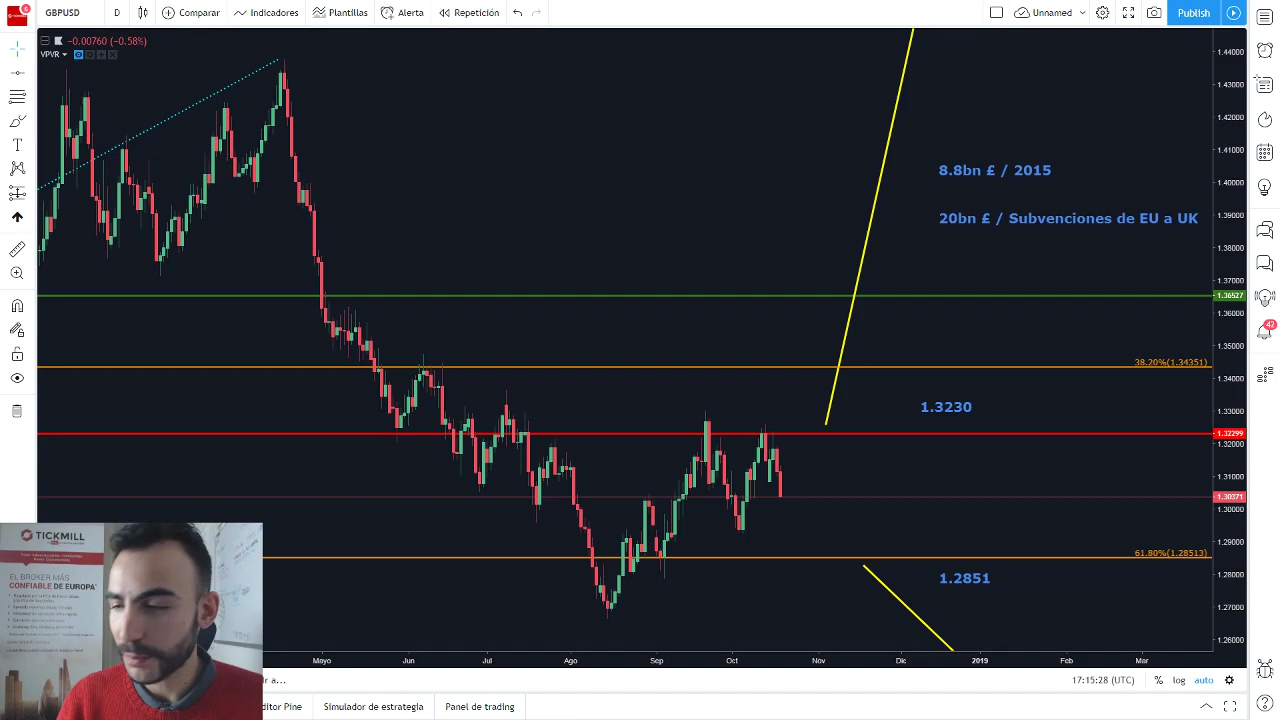 6
GBPUSD
D
Comparar
Indicadores
Plantillas
Alerta
Repetición
Unnamed
Publish
−0.00760 (−0.58%)
VPVR
1.44000
1.43000
1.42000
1.41000
1.40000
1.39000
1.38000
1.37000
1.36527
1.36000
1.35000
1.34000
1.33000
1.32299
1.32000
1.31000
1.30371
1.30000
1.29000
1.28000
1.27000
1.26000
8.8bn £ / 2015
20bn £ / Subvenciones de EU a UK
38.20%(1.34351)
1.3230
61.80%(1.28513)
1.2851
42
TICKMILL
EL BROKER MÁS
CONFIABLE DE EUROPA
Mayo
Jun
Jul
Ago
Sep
Oct
Nov
Dic
2019
Feb
Mar
ir a...
17:15:28 (UTC)
%
log
auto
ditor Pine
Simulador de estrategia
Panel de trading